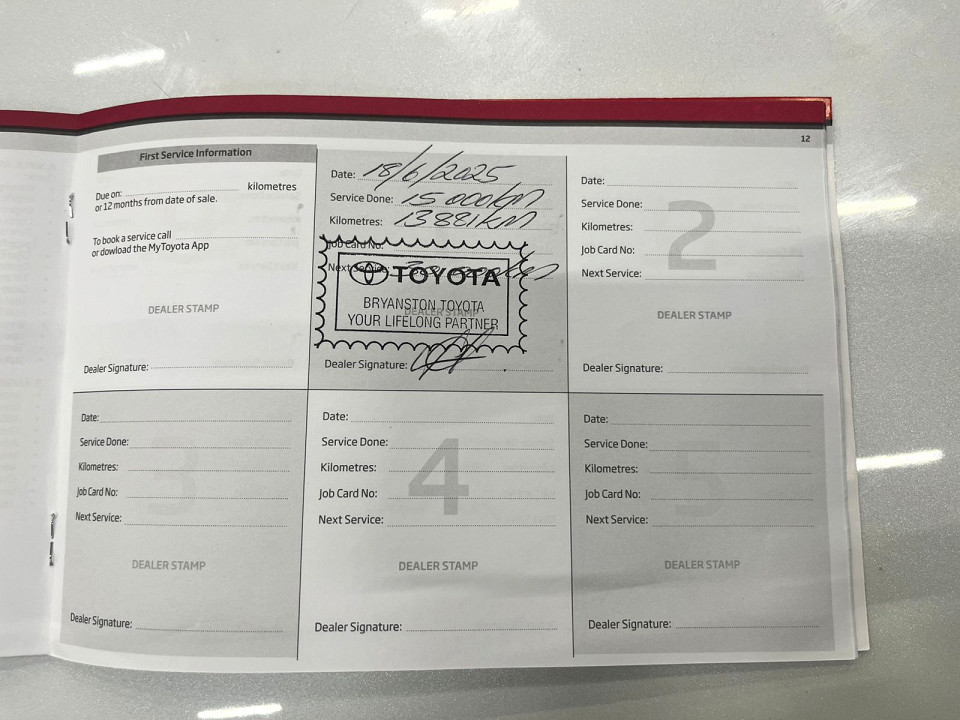 12
First Service Information
Due on: kilometres
or 12 months from date of sale.
To book a service call
or dowload the MyToyota App
DEALER STAMP
Dealer Signature:
Date: 18/6/2025
Service Done: 15 000km
Kilometres: 13881km
Job Card No:
Next Service:
TOYOTA
BRYANSTON TOYOTA
DEALER STAMP
YOUR LIFELONG PARTNER
Dealer Signature:
2
Date:
Service Done:
Kilometres:
Job Card No:
Next Service:
DEALER STAMP
Dealer Signature:
3
Date:
Service Done:
Kilometres:
Job Card No:
Next Service:
DEALER STAMP
Dealer Signature:
4
Date:
Service Done:
Kilometres:
Job Card No:
Next Service:
DEALER STAMP
Dealer Signature:
5
Date:
Service Done:
Kilometres:
Job Card No:
Next Service:
DEALER STAMP
Dealer Signature: